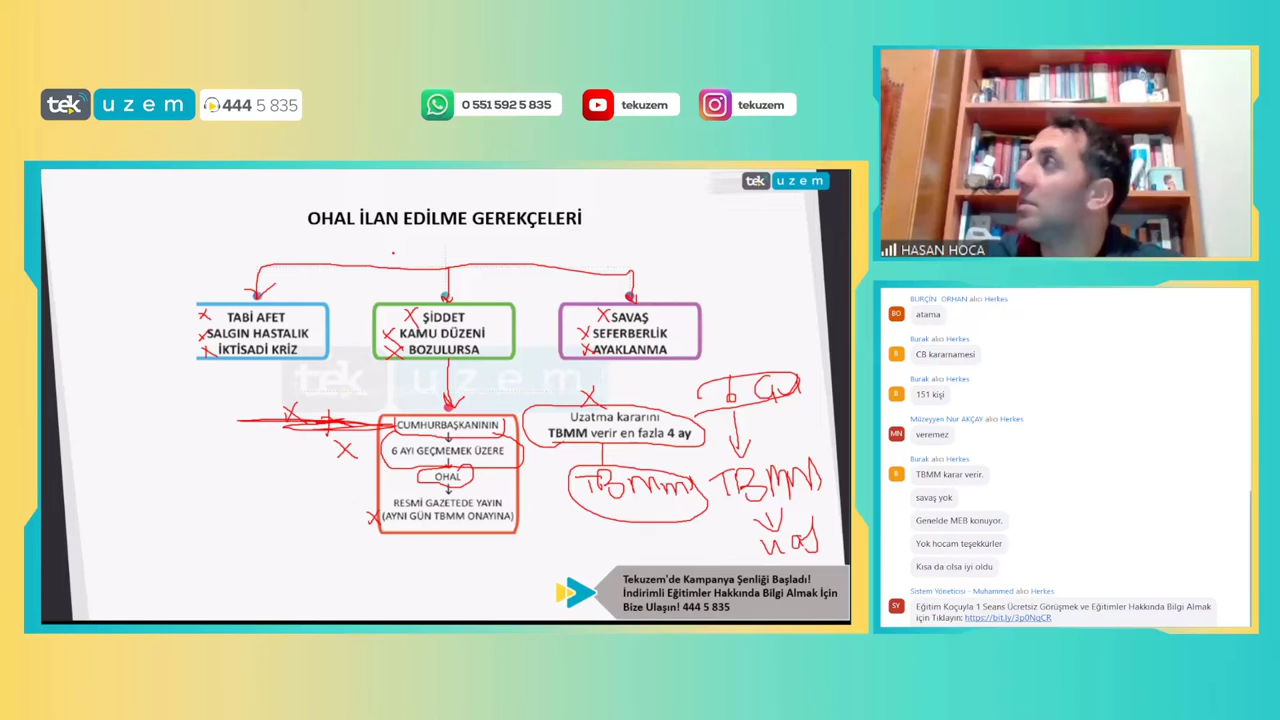 tek uzem 444 5 835
0 551 592 5 835
tekuzem
tekuzem
tek uzem
OHAL İLAN EDİLME GEREKÇELERİ
TABİ AFET
SALGIN HASTALIK
İKTİSADİ KRİZ
ŞİDDET
KAMU DÜZENİ
BOZULURSA
SAVAŞ
SEFERBERLİK
AYAKLANMA
tek uzem
CUMHURBAŞKANININ
6 AYI GEÇMEMEK ÜZERE
OHAL
RESMİ GAZETEDE YAYIN
(AYNI GÜN TBMM ONAYINA)
Uzatma kararını
TBMM verir en fazla 4 ay
TBMM
TBMM
Tekuzem'de Kampanya Şenliği Başladı!
İndirimli Eğitimler Hakkında Bilgi Almak İçin
Bize Ulaşın! 444 5 835
HASAN HOCA
BURÇİN ORHAN alıcı Herkes
BO atama
Burak alıcı Herkes
B CB kararnamesi
Burak alıcı Herkes
B 151 kişi
Müzeyyen Nur AKÇAY alıcı Herkes
MN veremez
Burak alıcı Herkes
B TBMM karar verir.
savaş yok
Genelde MEB konuyor.
Yok hocam teşekkürler
Kısa da olsa iyi oldu
Sistem Yöneticisi - Muhammed alıcı Herkes
SY Eğitim Koçuyla 1 Seans Ücretsiz Görüşmek ve Eğitimler Hakkında Bilgi Almak
için Tıklayın: https://bit.ly/3p0NqCR